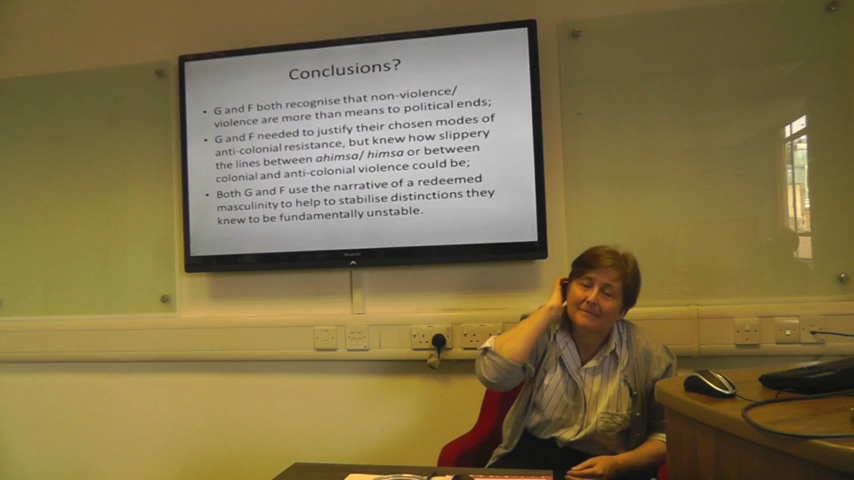 Conclusions?
• G and F both recognise that non-violence/
violence are more than means to political ends;
• G and F needed to justify their chosen modes of
anti-colonial resistance, but knew how slippery
the lines between ahimsa/ himsa or between
colonial and anti-colonial violence could be;
• Both G and F use the narrative of a redeemed
masculinity to help to stabilise distinctions they
knew to be fundamentally unstable.
SHARP